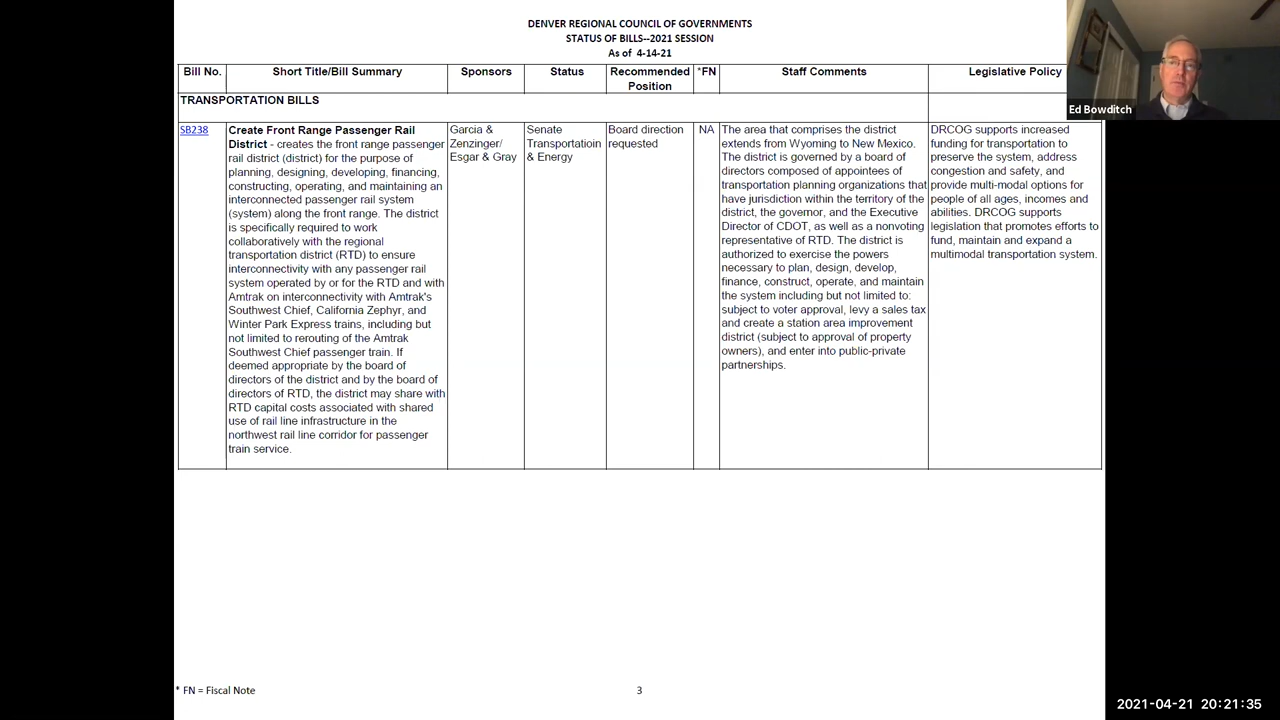 DENVER REGIONAL COUNCIL OF GOVERNMENTS
STATUS OF BILLS--2021 SESSION
As of 4-14-21
Bill No.
Short Title/Bill Summary
Sponsors
Status
Recommended
Position
*FN
Staff Comments
Legislative Policy
TRANSPORTATION BILLS
SB238
Create Front Range Passenger Rail
District - creates the front range passenger
rail district (district) for the purpose of
planning, designing, developing, financing,
constructing, operating, and maintaining an
interconnected passenger rail system
(system) along the front range. The district
is specifically required to work
collaboratively with the regional
transportation district (RTD) to ensure
interconnectivity with any passenger rail
system operated by or for the RTD and with
Amtrak on interconnectivity with Amtrak's
Southwest Chief, California Zephyr, and
Winter Park Express trains, including but
not limited to rerouting of the Amtrak
Southwest Chief passenger train. If
deemed appropriate by the board of
directors of the district and by the board of
directors of RTD, the district may share with
RTD capital costs associated with shared
use of rail line infrastructure in the
northwest rail line corridor for passenger
train service.
Garcia &
Zenzinger/
Esgar & Gray
Senate
Transportatioin
& Energy
Board direction
requested
NA
The area that comprises the district
extends from Wyoming to New Mexico.
The district is governed by a board of
directors composed of appointees of
transportation planning organizations that
have jurisdiction within the territory of the
district, the governor, and the Executive
Director of CDOT, as well as a nonvoting
representative of RTD. The district is
authorized to exercise the powers
necessary to plan, design, develop,
finance, construct, operate, and maintain
the system including but not limited to:
subject to voter approval, levy a sales tax
and create a station area improvement
district (subject to approval of property
owners), and enter into public-private
partnerships.
DRCOG supports increased
funding for transportation to
preserve the system, address
congestion and safety, and
provide multi-modal options for
people of all ages, incomes and
abilities. DRCOG supports
legislation that promotes efforts to
fund, maintain and expand a
multimodal transportation system.
Ed Bowditch
* FN = Fiscal Note
3
2021-04-21 20:21:35